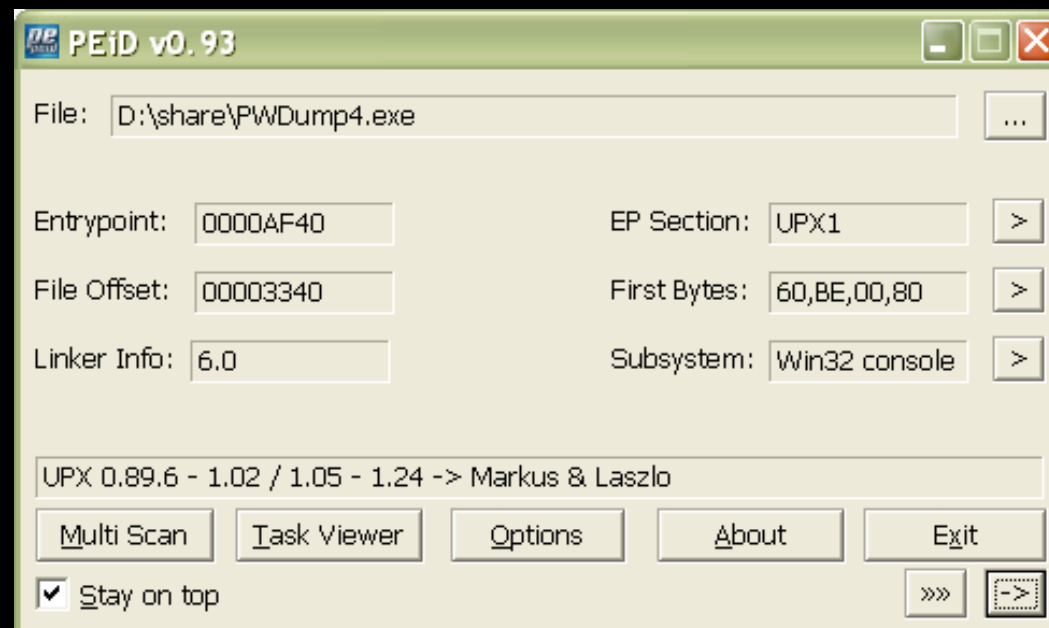 PEiD v0.93
File: D:\share\PWDump4.exe ...
Entrypoint: 0000AF40 EP Section: UPX1 >
File Offset: 00003340 First Bytes: 60,BE,00,80 >
Linker Info: 6.0 Subsystem: Win32 console >
UPX 0.89.6 - 1.02 / 1.05 - 1.24 -> Markus & Laszlo
Multi Scan Task Viewer Options About Exit
Stay on top »» ->